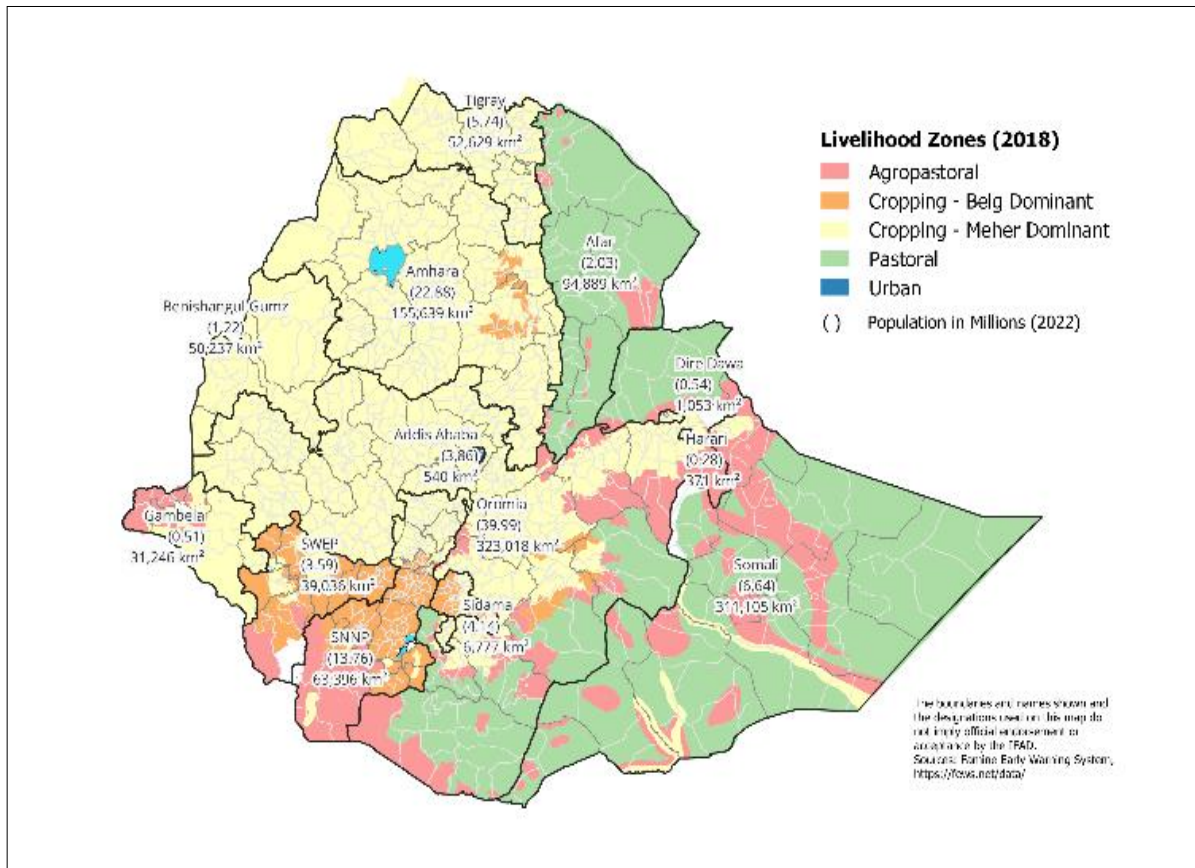 Tigray
(5.74)
52,629 km²
Livelihood Zones (2018)
Agropastoral
Cropping - Belg Dominant
Cropping - Meher Dominant
Pastoral
Urban
( ) Population in Millions (2022)
Afar
(2.03)
94,889 km²
Amhara
(22.88)
155,639 km²
Benishangul Gumz
(1.22)
50,237 km²
Dire Dawa
(0.54)
1,053 km²
Addis Ababa
(3.86)
540 km²
Harari
(0.28)
371 km²
Oromia
(39.99)
323,018 km²
Gambela
(0.51)
31,246 km²
SWEP
(3.59)
39,036 km²
Somali
(6.64)
311,105 km²
Sidama
(4.14)
6,777 km²
SNNP
(13.76)
63,396 km²
The boundaries and names shown and
the designations used on this map do
not imply official endorsement or
acceptance by the IFAD.
Sources: Famine Early Warning System,
https://fews.net/data/